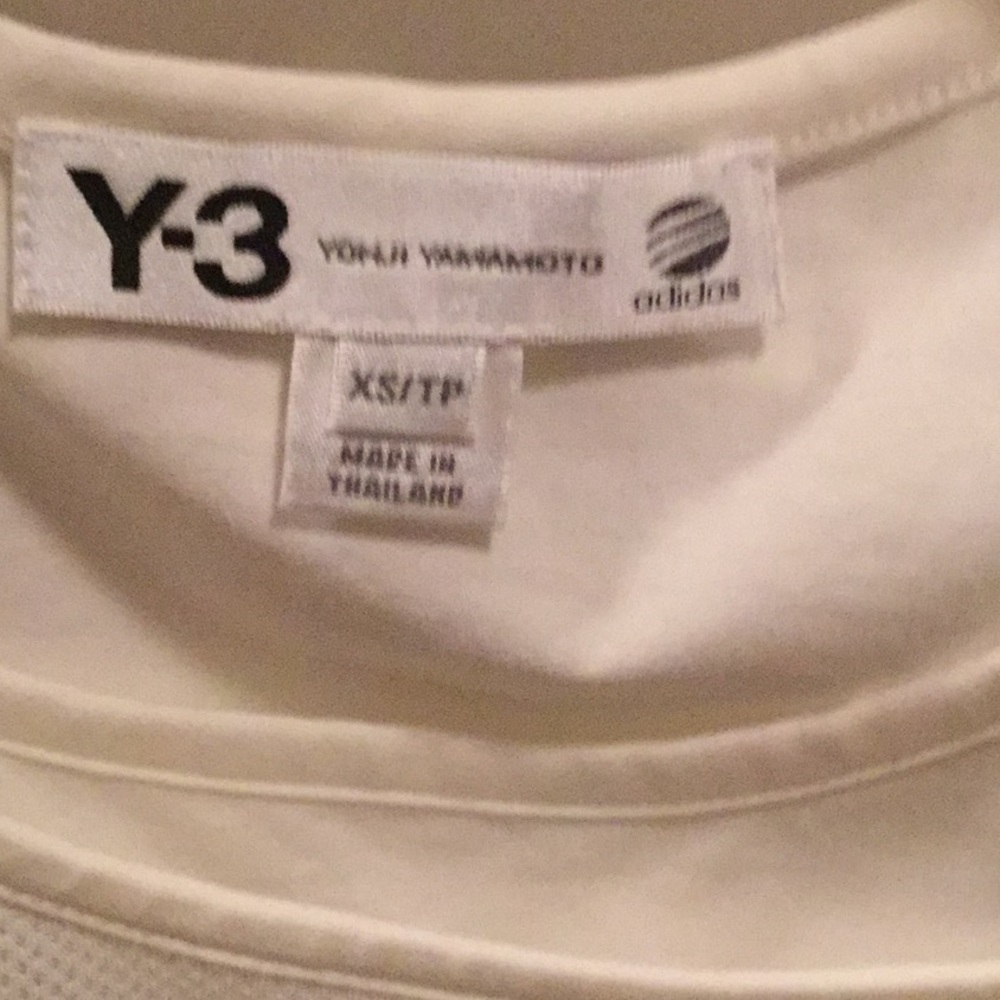 Y-3 YOHJI YAMAMOTO adidas
XS/TP
MADE IN
THAILAND